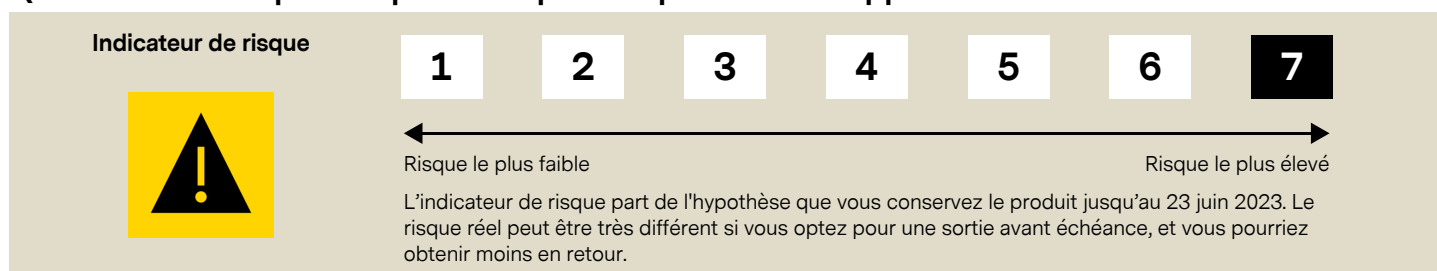 Indicateur de risque
1 2 3 4 5 6 7
Risque le plus faible Risque le plus élevé
L’indicateur de risque part de l'hypothèse que vous conservez le produit jusqu’au 23 juin 2023. Le
risque réel peut être très différent si vous optez pour une sortie avant échéance, et vous pourriez
obtenir moins en retour.